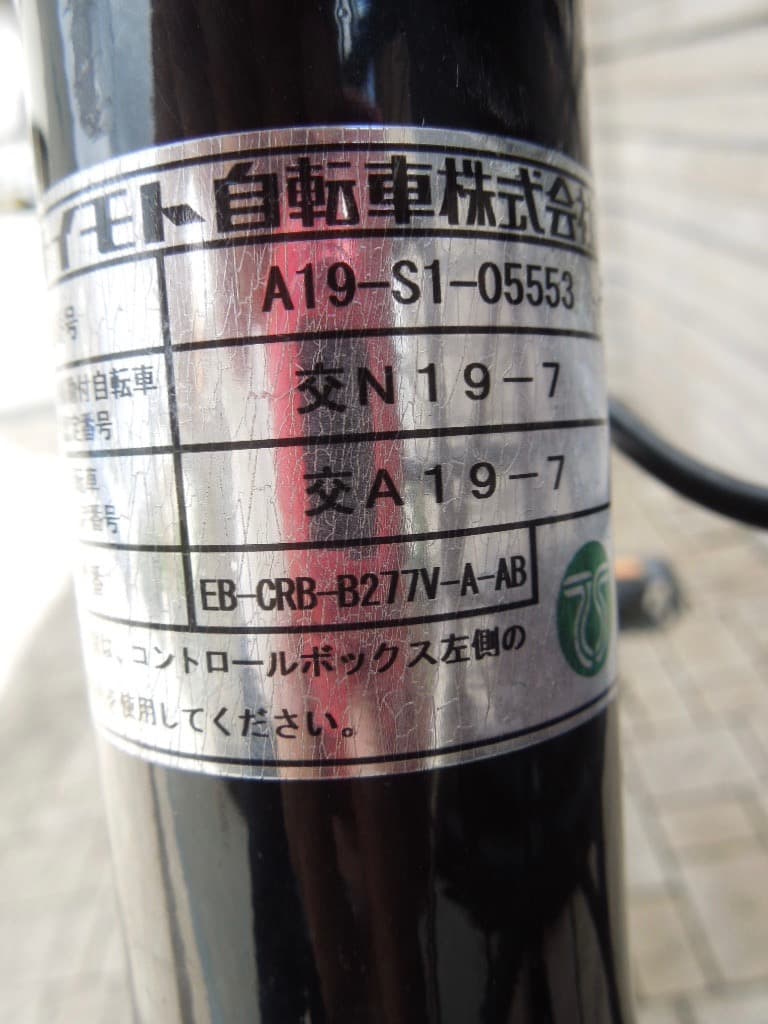 イモト自転車株式会社
号 A19-S1-05553
付自転車 番号 交N19-7
転車 番号 交A19-7
番 EB-CRB-B277V-A-AB
は、コントロールボックス左側の
を使用してください。
TS